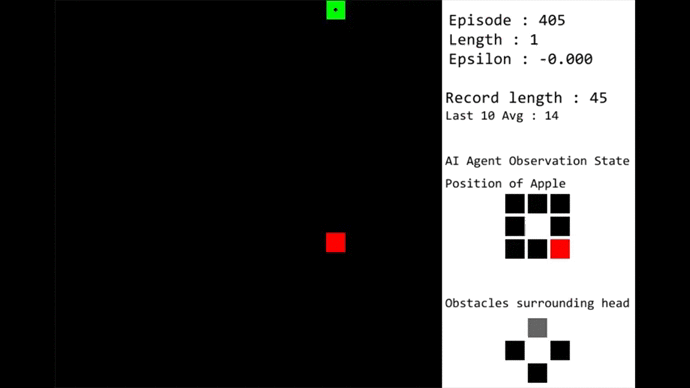 Episode : 405
Length : 1
Epsilon : -0.000
Record length : 45
Last 10 Avg : 14
AI Agent Observation State
Position of Apple
Obstacles surrounding head